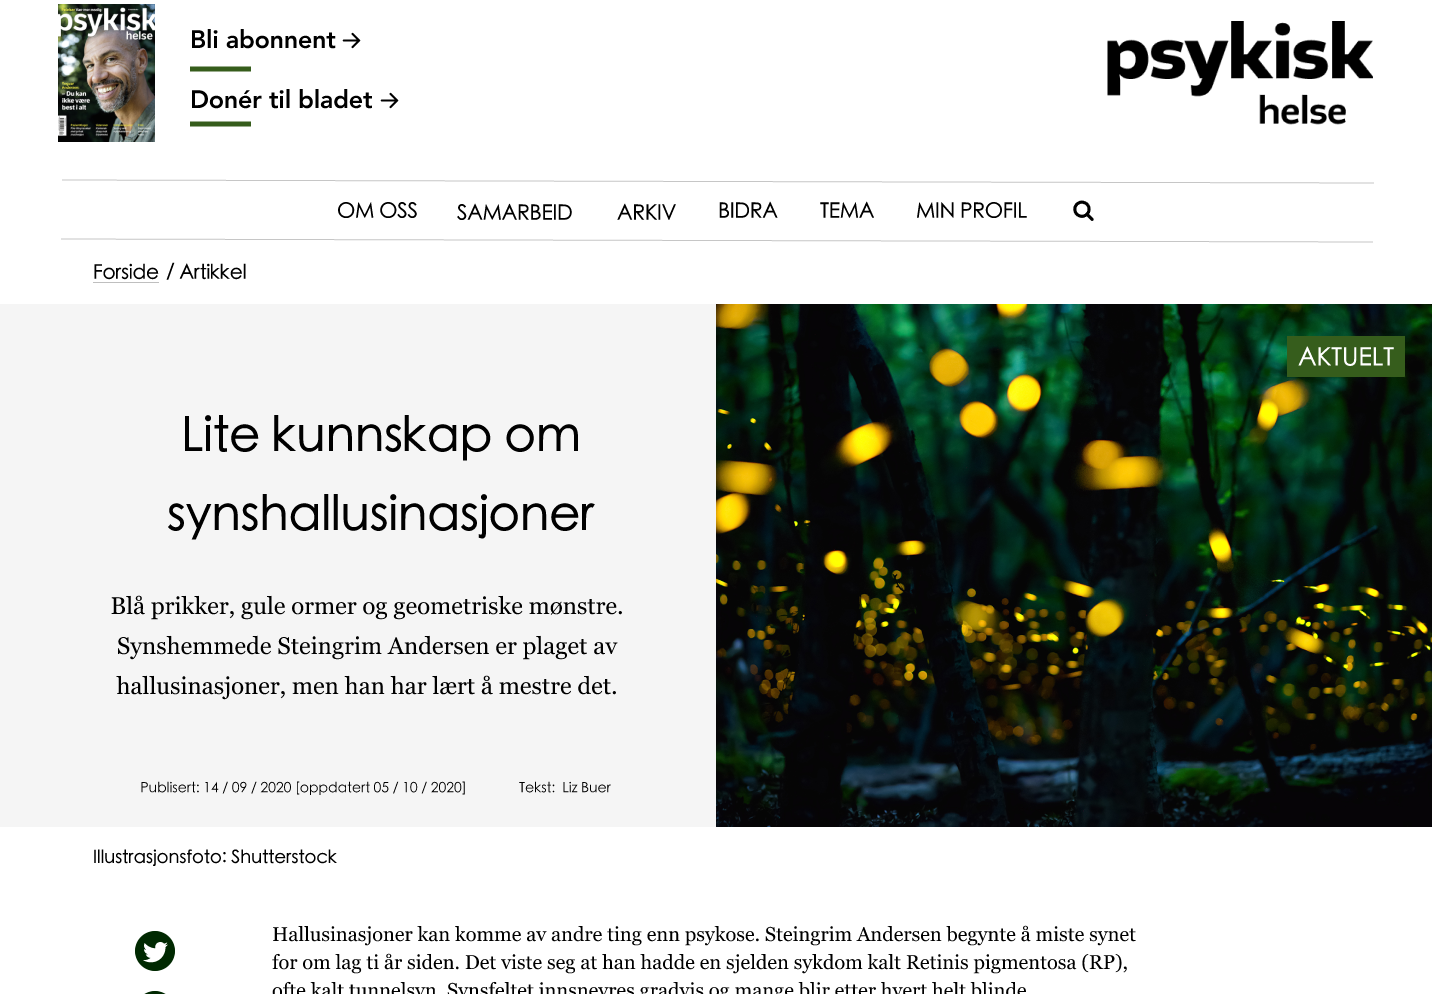 psykisk
helse
– Du kan
ikke være
best i alt
Bli abonnent →
Donér til bladet →
psykisk
helse
OM OSS SAMARBEID ARKIV BIDRA TEMA MIN PROFIL
Forside / Artikkel
AKTUELT
Lite kunnskap om
synshallusinasjoner
Blå prikker, gule ormer og geometriske mønstre.
Synshemmede Steingrim Andersen er plaget av
hallusinasjoner, men han har lært å mestre det.
Publisert: 14 / 09 / 2020 [oppdatert 05 / 10 / 2020] Tekst: Liz Buer
Illustrasjonsfoto: Shutterstock
Hallusinasjoner kan komme av andre ting enn psykose. Steingrim Andersen begynte å miste synet
for om lag ti år siden. Det viste seg at han hadde en sjelden sykdom kalt Retinis pigmentosa (RP),
ofte kalt tunnelsyn. Synsfeltet innsnevres gradvis og mange blir etter hvert helt blinde.